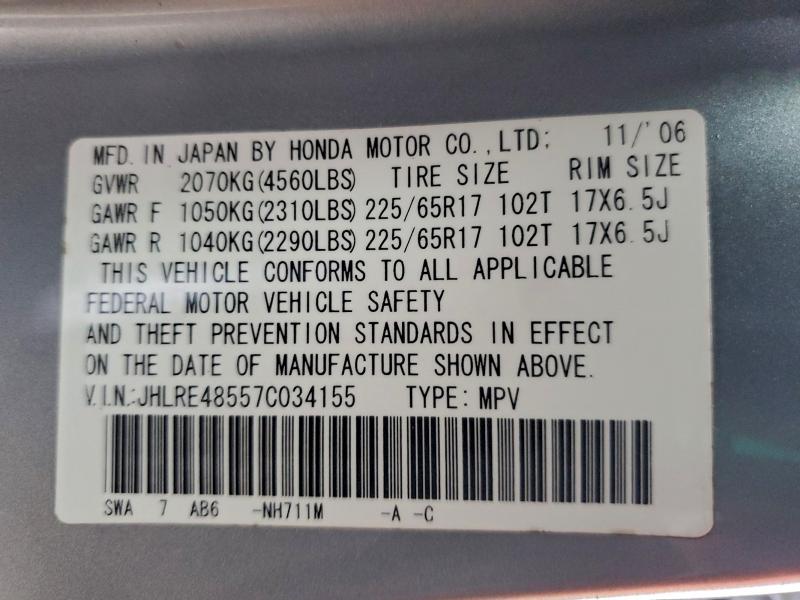 MFD. IN JAPAN BY HONDA MOTOR CO.,LTD; 11/'06
GVWR 2070KG(4560LBS) TIRE SIZE RIM SIZE
GAWR F 1050KG(2310LBS) 225/65R17 102T 17X6.5J
GAWR R 1040KG(2290LBS) 225/65R17 102T 17X6.5J
THIS VEHICLE CONFORMS TO ALL APPLICABLE
FEDERAL MOTOR VEHICLE SAFETY
AND THEFT PREVENTION STANDARDS IN EFFECT
ON THE DATE OF MANUFACTURE SHOWN ABOVE.
V.I.N.:JHLRE48557C034155 TYPE: MPV
SWA 7 AB6 -NH711M -A -C